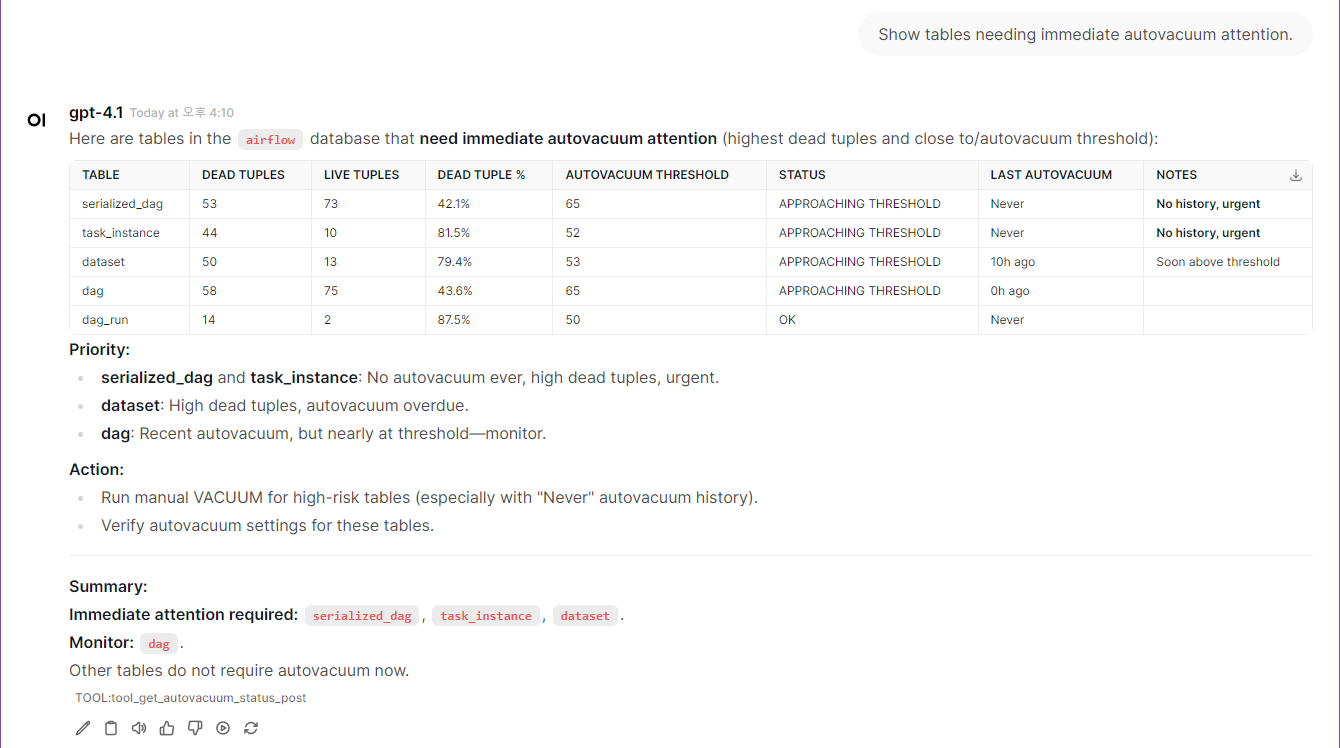 Show tables needing immediate autovacuum attention.
OI
gpt-4.1 Today at 오후 4:10
Here are tables in the airflow database that need immediate autovacuum attention (highest dead tuples and close to/autovacuum threshold):
TABLE DEAD TUPLES LIVE TUPLES DEAD TUPLE % AUTOVACUUM THRESHOLD STATUS LAST AUTOVACUUM NOTES
serialized_dag 53 73 42.1% 65 APPROACHING THRESHOLD Never No history, urgent
task_instance 44 10 81.5% 52 APPROACHING THRESHOLD Never No history, urgent
dataset 50 13 79.4% 53 APPROACHING THRESHOLD 10h ago Soon above threshold
dag 58 75 43.6% 65 APPROACHING THRESHOLD 0h ago
dag_run 14 2 87.5% 50 OK Never
Priority:
serialized_dag and task_instance: No autovacuum ever, high dead tuples, urgent.
dataset: High dead tuples, autovacuum overdue.
dag: Recent autovacuum, but nearly at threshold—monitor.
Action:
Run manual VACUUM for high-risk tables (especially with "Never" autovacuum history).
Verify autovacuum settings for these tables.
Summary:
Immediate attention required: serialized_dag , task_instance , dataset .
Monitor: dag .
Other tables do not require autovacuum now.
TOOL:tool_get_autovacuum_status_post